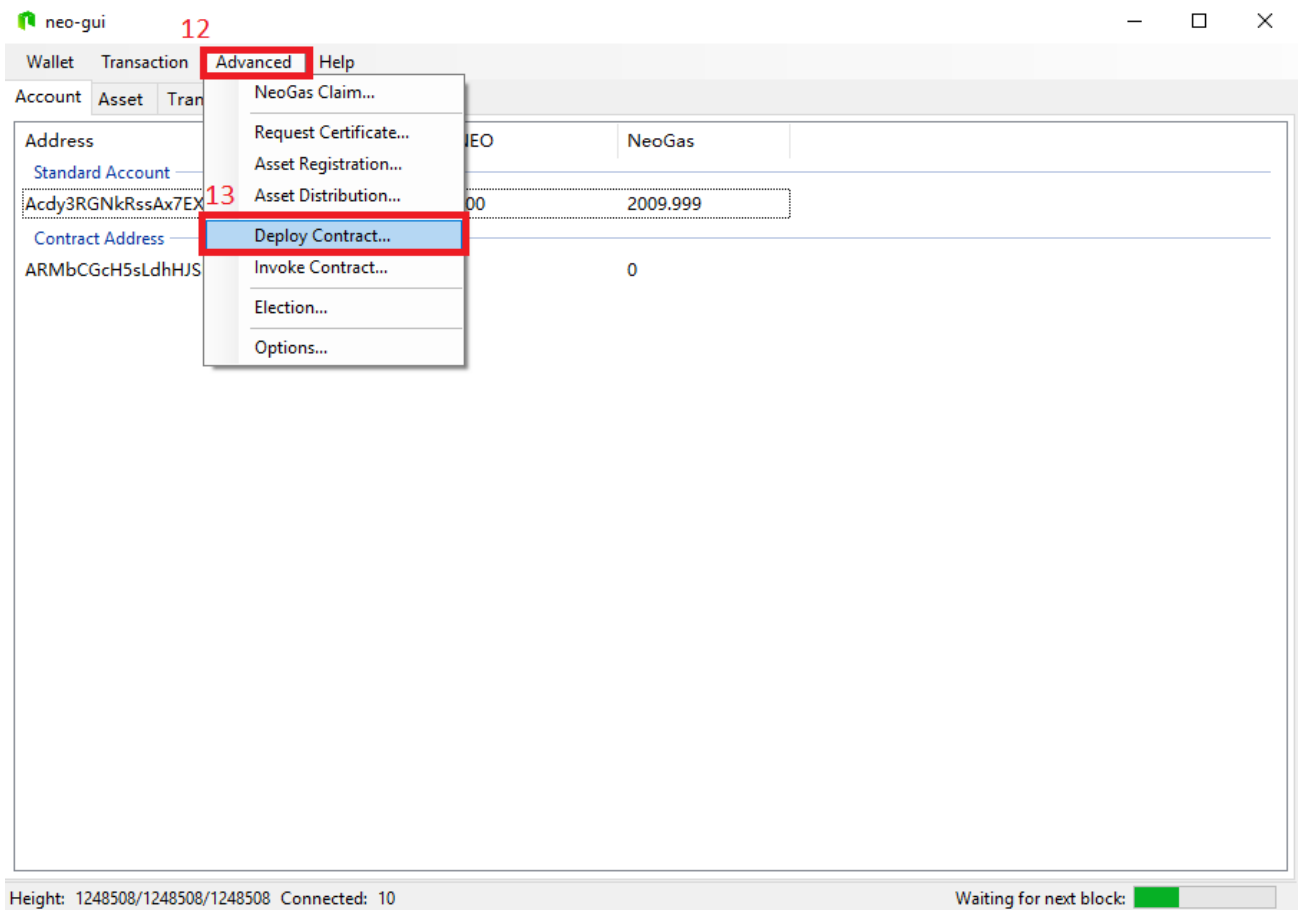 neo-gui
12
Wallet Transaction Advanced Help
Account Asset Tran
NeoGas Claim...
Request Certificate...
Asset Registration...
Asset Distribution...
13
Deploy Contract...
Invoke Contract...
Election...
Options...
Address NeoGas
Standard Account
Acdy3RGNkRssAx7EX 00 2009.999
Contract Address
ARMbCGcH5sLdhHJS 0
Height: 1248508/1248508/1248508 Connected: 10 Waiting for next block: